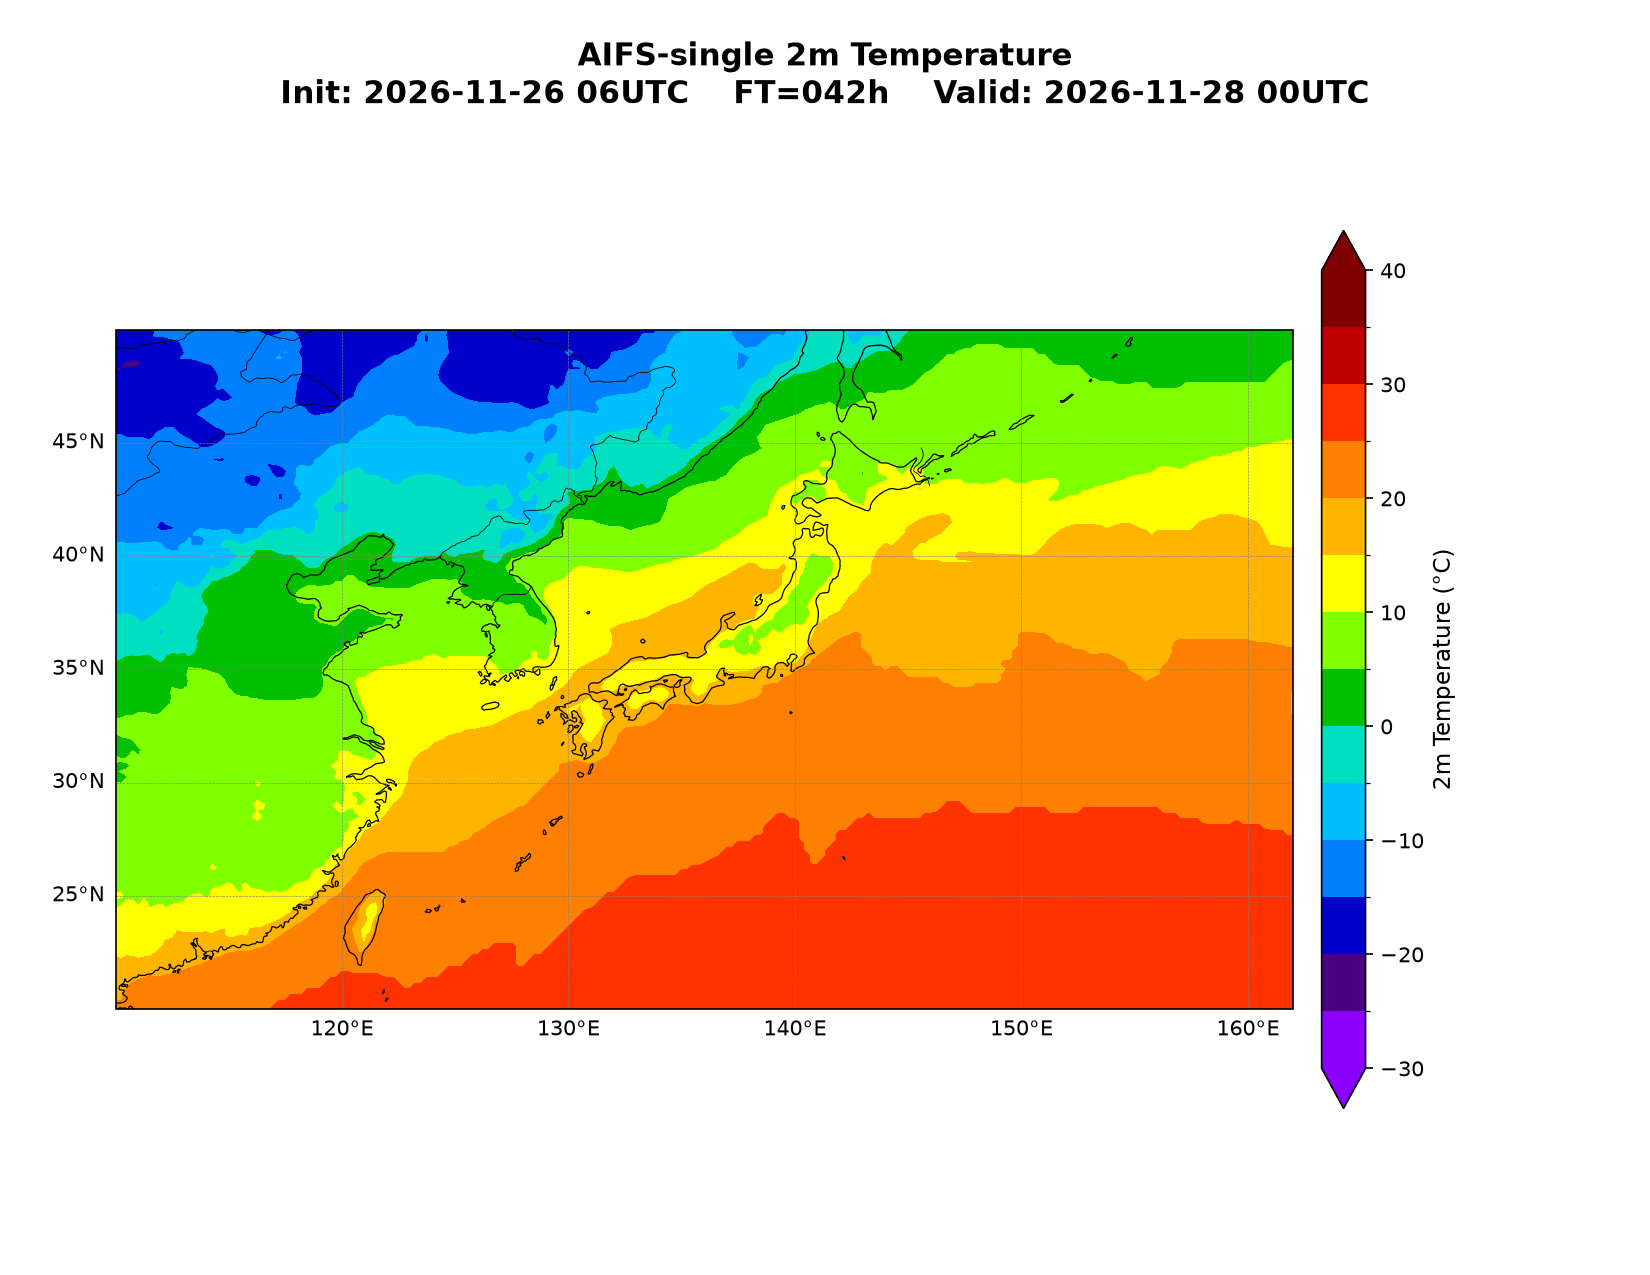 AIFS-single 2m Temperature
Init: 2026-11-26 06UTC    FT=042h    Valid: 2026-11-28 00UTC
45°N
40°N
35°N
30°N
25°N
120°E
130°E
140°E
150°E
160°E
40
30
20
10
0
−10
−20
−30
2m Temperature (°C)